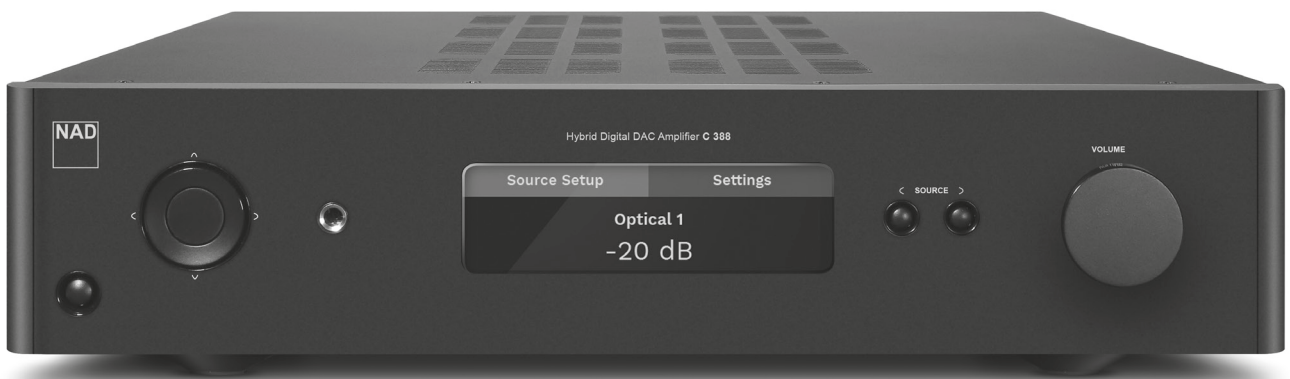 NAD
Hybrid Digital DAC Amplifier C 388
VOLUME
Source Setup Settings
< SOURCE >
Optical 1
-20 dB